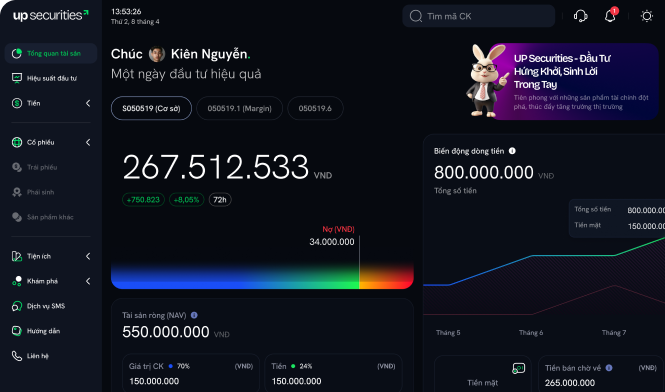 up securities
13:53:26
Thứ 2, 8 tháng 4
Tìm mã CK
1
Tổng quan tài sản
Hiệu suất đầu tư
Tiền
Cổ phiếu
Trái phiếu
Phái sinh
Sản phẩm khác
Tiện ích
Khám phá
Dịch vụ SMS
Hướng dẫn
Liên hệ
Chúc Kiên Nguyễn.
Một ngày đầu tư hiệu quả
S050519 (Cơ sở)
050519.1 (Margin)
050519.6
UP Securities - Đầu Tư
Hứng Khởi, Sinh Lời
Trong Tay
Tiên phong với những sản phẩm tài chính đột
phá, thúc đẩy tăng trưởng thị trường
267.512.533 VND
+750.823
+8,05%
72h
Nợ (VND)
34.000.000
Tài sản ròng (NAV)
550.000.000 VND
Giá trị CK 70% (VND)
150.000.000
Tiền 24% (VND)
150.000.000
Biến động dòng tiền
800.000.000 VND
Tổng số tiền
Tổng số tiền 800.000.00
Tiền mặt 150.000.00
Tháng 5
Tháng 6
Tháng 7
Tiền mặt
Tiền bán chờ về (VND)
265.000.000